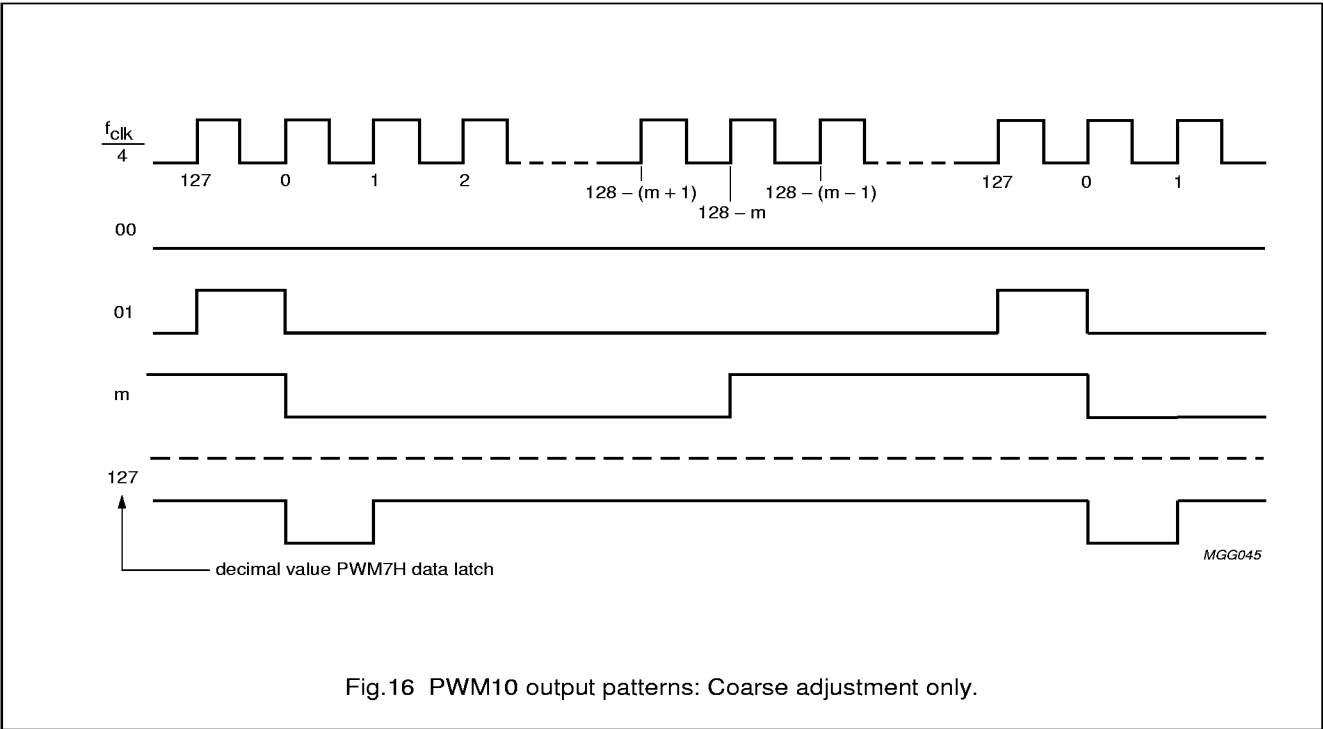 fclk
4
127 0 1 2 128 – (m + 1) 128 – m 128 – (m – 1) 127 0 1
00
01
m
127
decimal value PWM7H data latch
MGG045
Fig.16 PWM10 output patterns: Coarse adjustment only.